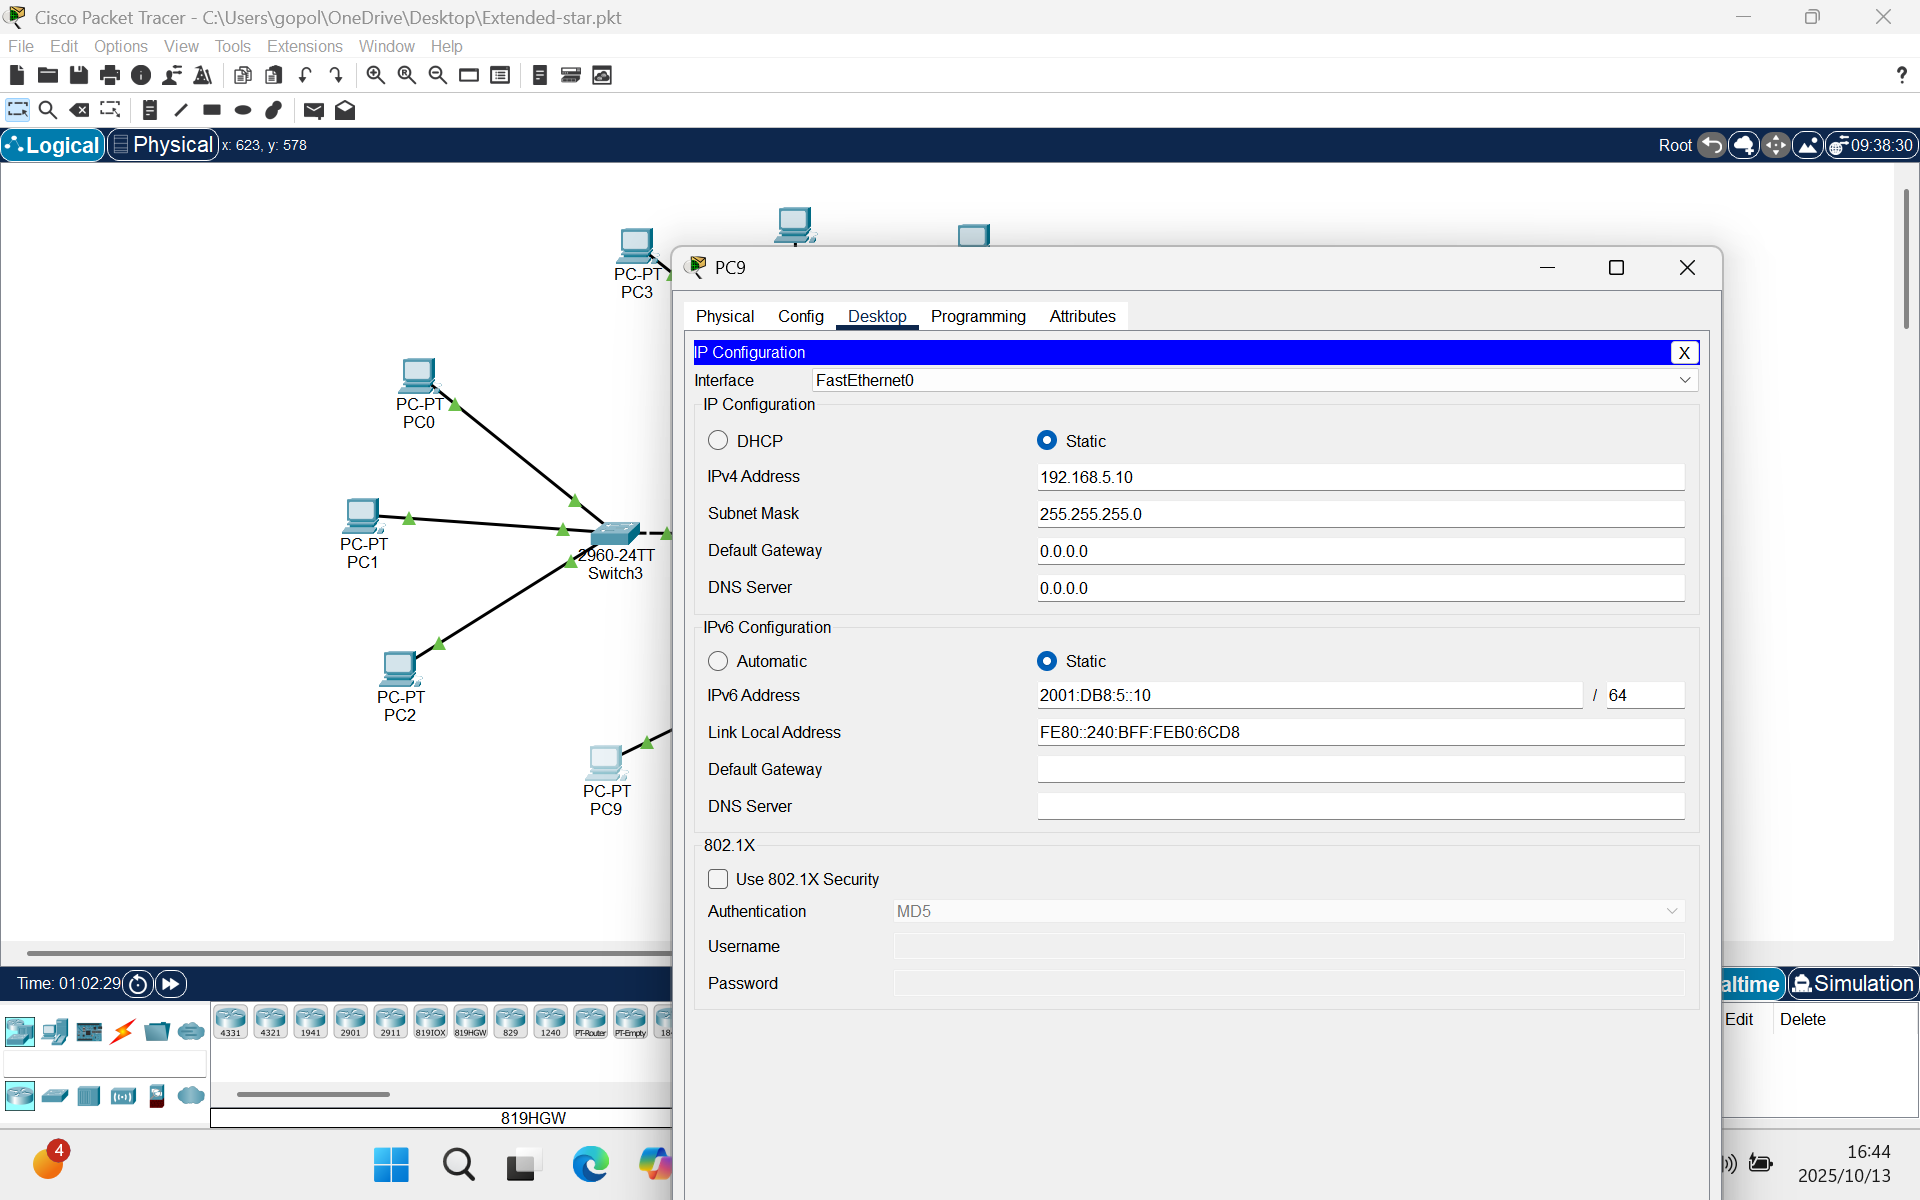 Cisco Packet Tracer - C:\Users\gopol\OneDrive\Desktop\Extended-star.pkt
File Edit Options View Tools Extensions Window Help
?
Logical Physical x: 623, y: 578 Root 09:38:30
PC-PT
PC3
PC-PT
PC0
PC-PT
PC1
2960-24TT
Switch3
PC-PT
PC2
PC-PT
PC9
PC9
Physical Config Desktop Programming Attributes
IP Configuration X
Interface FastEthernet0
IP Configuration
DHCP Static
IPv4 Address 192.168.5.10
Subnet Mask 255.255.255.0
Default Gateway 0.0.0.0
DNS Server 0.0.0.0
IPv6 Configuration
Automatic Static
IPv6 Address 2001:DB8:5::10 / 64
Link Local Address FE80::240:BFF:FEB0:6CD8
Default Gateway
DNS Server
802.1X
Use 802.1X Security
Authentication MD5
Username
Password
Time: 01:02:29 altime Simulation
4331 4321 1941 2901 2911 819IOX 819HGW 829 1240 PT-Router PT-Empty 18
Edit Delete
819HGW
4
16:44
2025/10/13